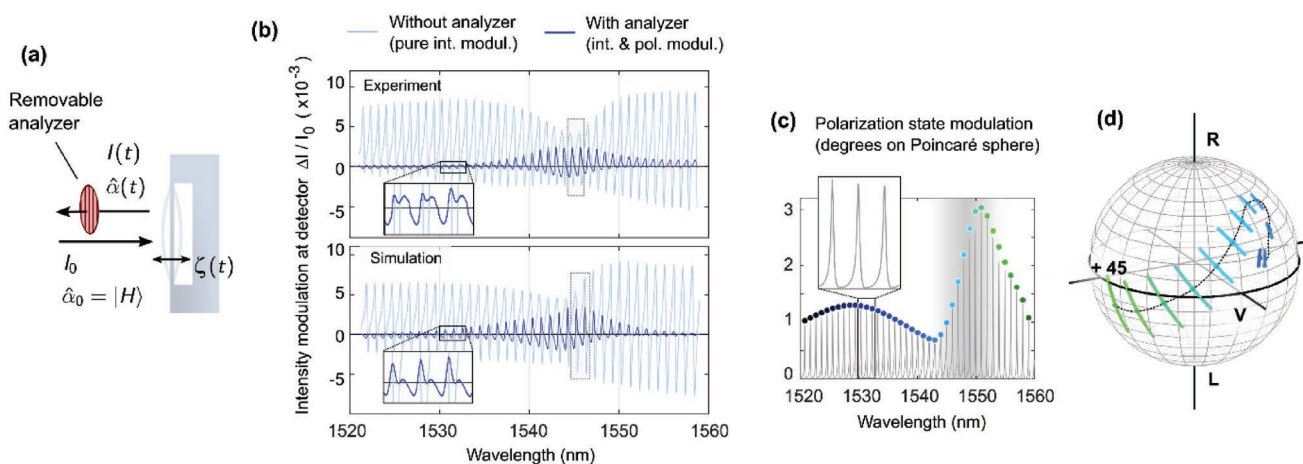 (a)
Removable
analyzer
I(t)
α̂(t)
I₀
α̂₀ = |H⟩
ζ(t)
(b)
Without analyzer
(pure int. modul.)
With analyzer
(int. & pol. modul.)
Intensity modulation at detector ΔI / I₀ (x10⁻³)
Experiment
10
5
0
-5
Simulation
10
5
0
-5
1520
1530
1540
1550
1560
Wavelength (nm)
(c)
Polarization state modulation
(degrees on Poincaré sphere)
3
2
1
0
1520
1530
1540
1550
1560
Wavelength (nm)
(d)
R
+ 45
V
L